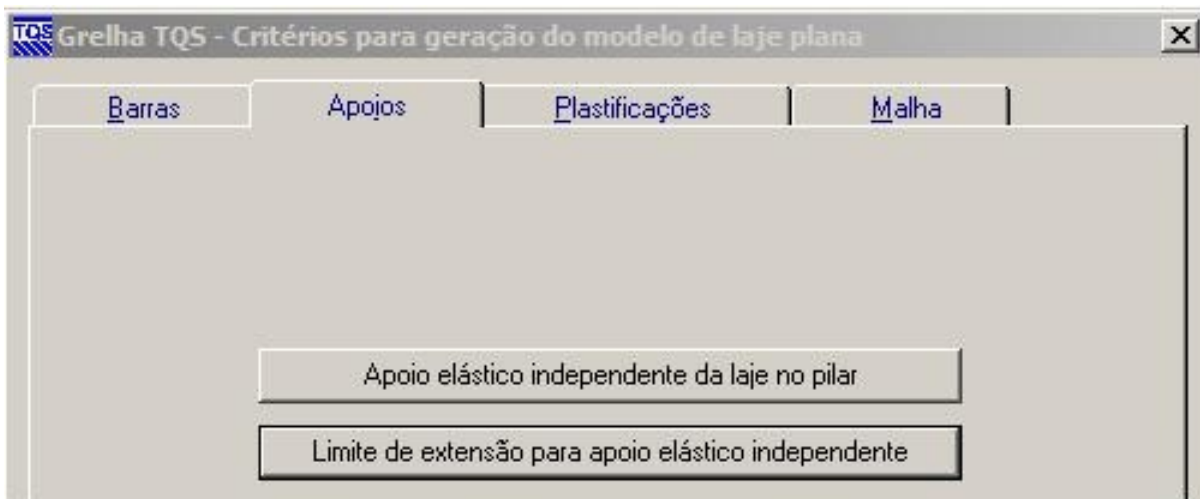 TQS Grelha TQS - Critérios para geração do modelo de laje plana
Barras Apoios Plastificações Malha
Apoio elástico independente da laje no pilar
Limite de extensão para apoio elástico independente